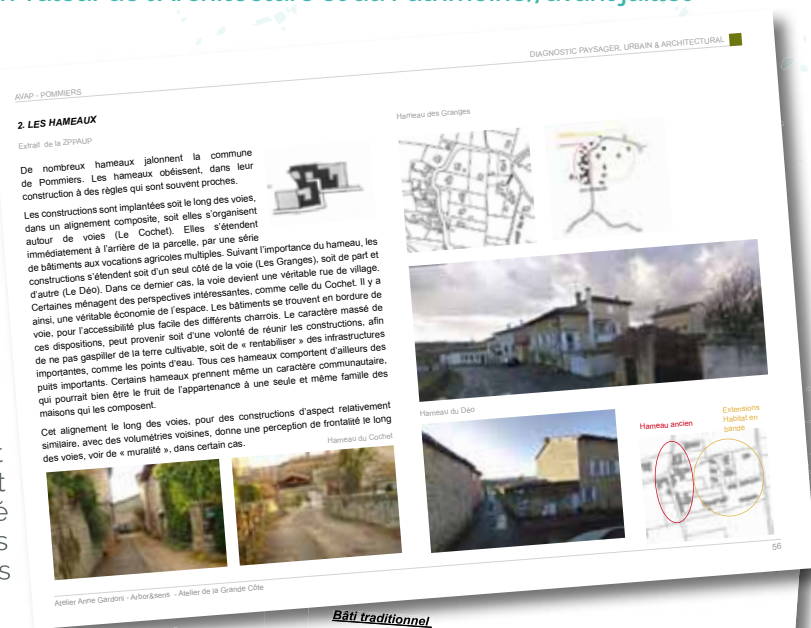 AVAP - POMMIERS
DIAGNOSTIC PAYSAGER, URBAIN & ARCHITECTURAL
2. LES HAMEAUX
Extrait de la ZPPAUP
De nombreux hameaux jalonnent la commune
de Pommiers. Les hameaux obéissent, dans leur
construction à des règles qui sont souvent proches.
Les constructions sont implantées soit le long des voies,
dans un alignement composite, soit elles s'organisent
autour de voies (Le Cochet). Elles s'étendent
immédiatement à l'arrière de la parcelle, par une série
de bâtiments aux vocations agricoles multiples. Suivant l'importance du hameau, les
constructions s'étendent soit d'un seul côté de la voie (Les Granges), soit de part et
d'autre (Le Déo). Dans ce dernier cas, la voie devient une véritable rue de village.
Certaines ménagent des perspectives intéressantes, comme celle du Cochet. Il y a
ainsi, une véritable économie de l'espace. Les bâtiments se trouvent en bordure de
voie, pour l'accessibilité plus facile des différents charrois. Le caractère massé de
ces dispositions, peut provenir soit d'une volonté de réunir les constructions, afin
de ne pas gaspiller de la terre cultivable, soit de « rentabiliser » des infrastructures
importantes, comme les points d'eau. Tous ces hameaux comportent d'ailleurs des
puits importants. Certains hameaux prennent même un caractère communautaire,
qui pourrait bien être le fruit de l'appartenance à une seule et même famille des
maisons qui les composent.
Cet alignement le long des voies, pour des constructions d'aspect relativement
similaire, avec des volumétries voisines, donne une perception de frontalité le long
des voies, voir de « muralité », dans certain cas.
Hameau du Cochet
Hameau des Granges
Hameau du Déo
Hameau ancien
Extensions
Habitat en
bande
56
Atelier Anne Gardoni - Arbor&sens - Atelier de la Grande Côte
Bâti traditionnel